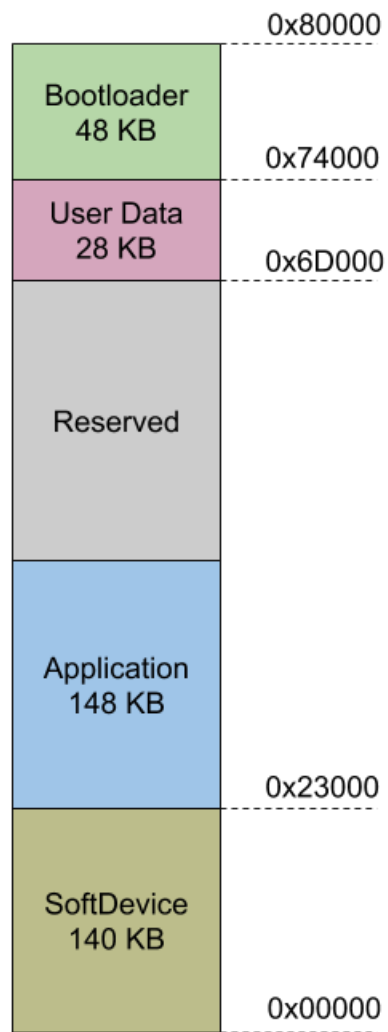 0x80000
Bootloader
48 KB
0x74000
User Data
28 KB
0x6D000
Reserved
Application
148 KB
0x23000
SoftDevice
140 KB
0x00000